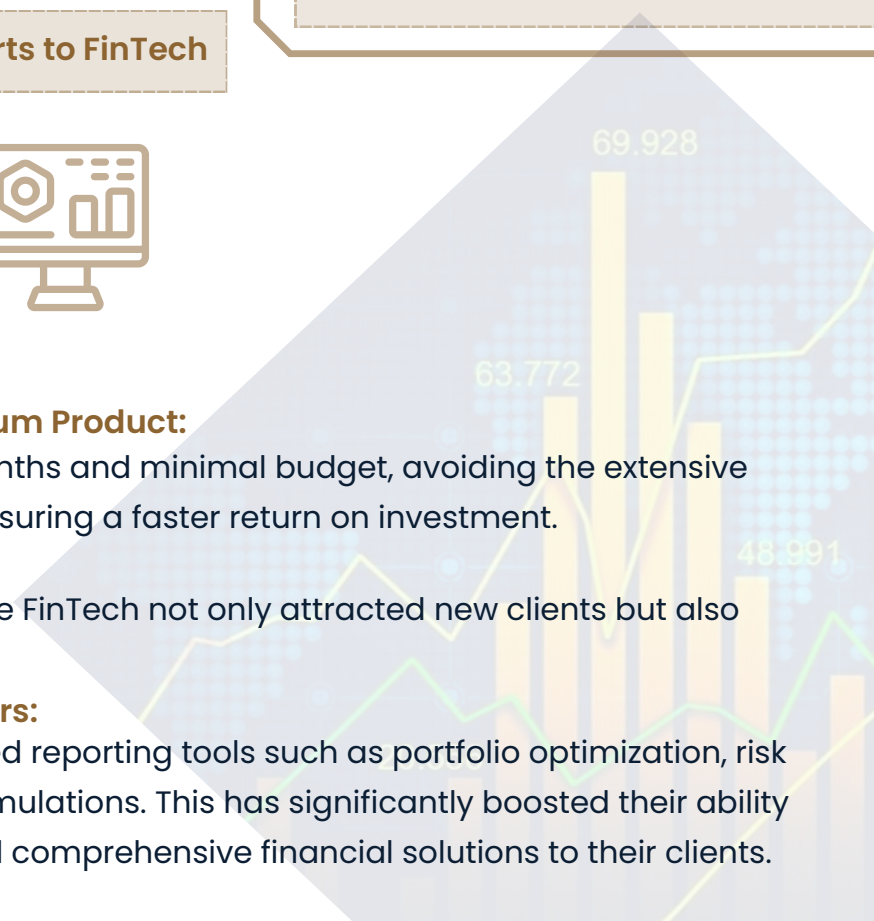 rts to FinTech
69.928
63.772
um Product:
nths and minimal budget, avoiding the extensive
suring a faster return on investment.
48.991
e FinTech not only attracted new clients but also
rs:
ed reporting tools such as portfolio optimization, risk
mulations. This has significantly boosted their ability
l comprehensive financial solutions to their clients.